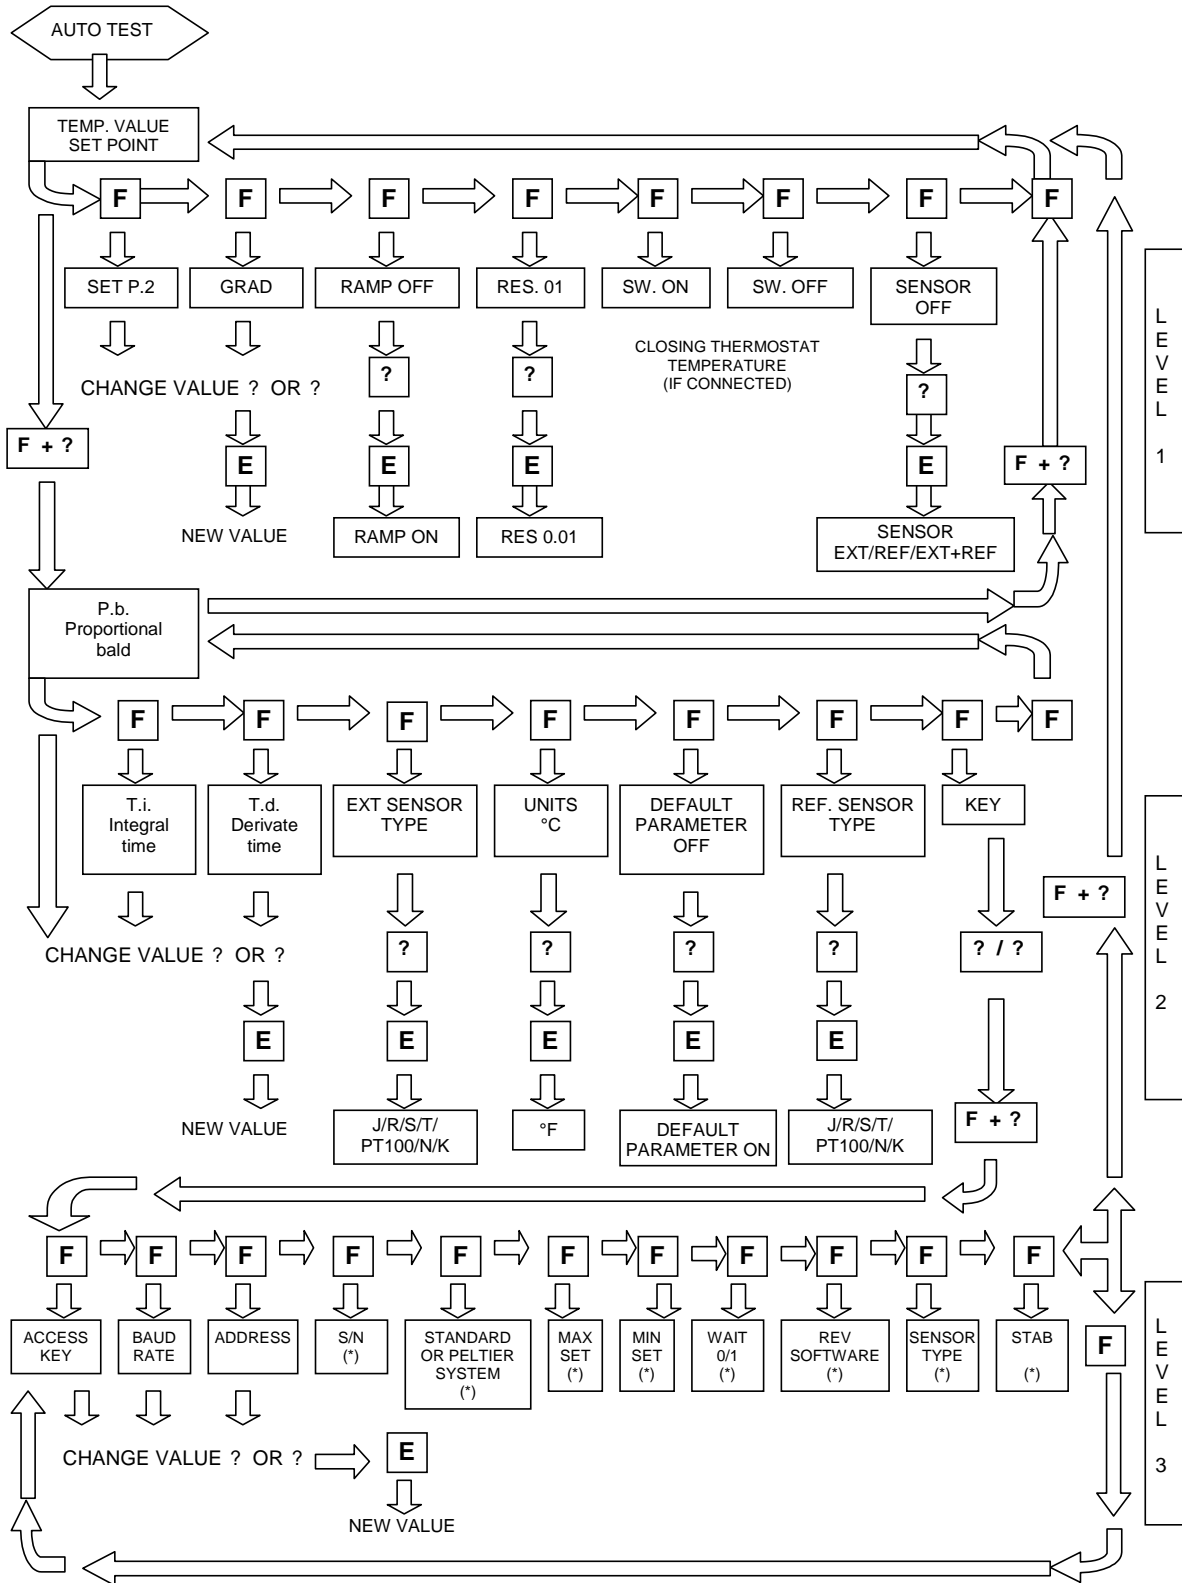 AUTO TEST
TEMP. VALUE
SET POINT
F
F
F
F
F
F
F
F
SET P.2
GRAD
RAMP OFF
RES. 01
SW. ON
SW. OFF
SENSOR
OFF
CLOSING THERMOSTAT
TEMPERATURE
(IF CONNECTED)
?
?
?
CHANGE VALUE ? OR ?
F + ?
E
E
E
E
F + ?
NEW VALUE
RAMP ON
RES 0.01
SENSOR
EXT/REF/EXT+REF
LEVEL 1
P.b.
Proportional
bald
F
F
F
F
F
F
F
F
T.i.
Integral
time
T.d.
Derivate
time
EXT SENSOR
TYPE
UNITS
°C
DEFAULT
PARAMETER
OFF
REF. SENSOR
TYPE
KEY
F + ?
CHANGE VALUE ? OR ?
?
?
?
?
? / ?
E
E
E
E
E
NEW VALUE
J/R/S/T/
PT100/N/K
°F
DEFAULT
PARAMETER ON
J/R/S/T/
PT100/N/K
F + ?
LEVEL 2
F
F
F
F
F
F
F
F
F
F
F
ACCESS
KEY
BAUD
RATE
ADDRESS
S/N
(*)
STANDARD
OR PELTIER
SYSTEM
(*)
MAX
SET
(*)
MIN
SET
(*)
WAIT
0/1
(*)
REV
SOFTWARE
(*)
SENSOR
TYPE
(*)
STAB
(*)
F
CHANGE VALUE ? OR ?
E
NEW VALUE
LEVEL 3